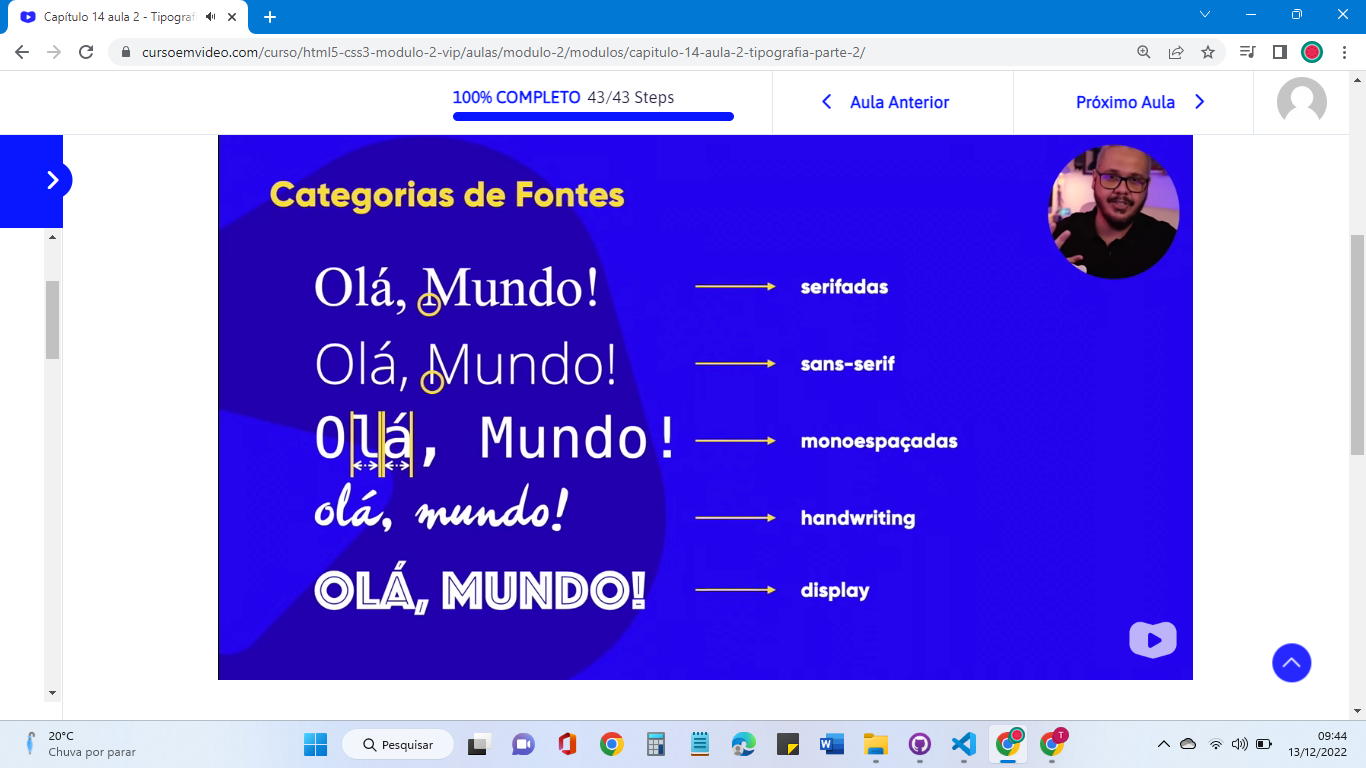 Capítulo 14 aula 2 - Tipografi
cursoemvideo.com/curso/html5-css3-modulo-2-vip/aulas/modulo-2/modulos/capitulo-14-aula-2-tipografia-parte-2/
100% COMPLETO 43/43 Steps
Aula Anterior
Próximo Aula
Categorias de Fontes
Olá, Mundo! serifadas
Olá, Mundo! sans-serif
Olá, Mundo! monoespaçadas
olá, mundo! handwriting
OLÁ, MUNDO! display
20°C
Chuva por parar
Pesquisar
T
09:44
13/12/2022